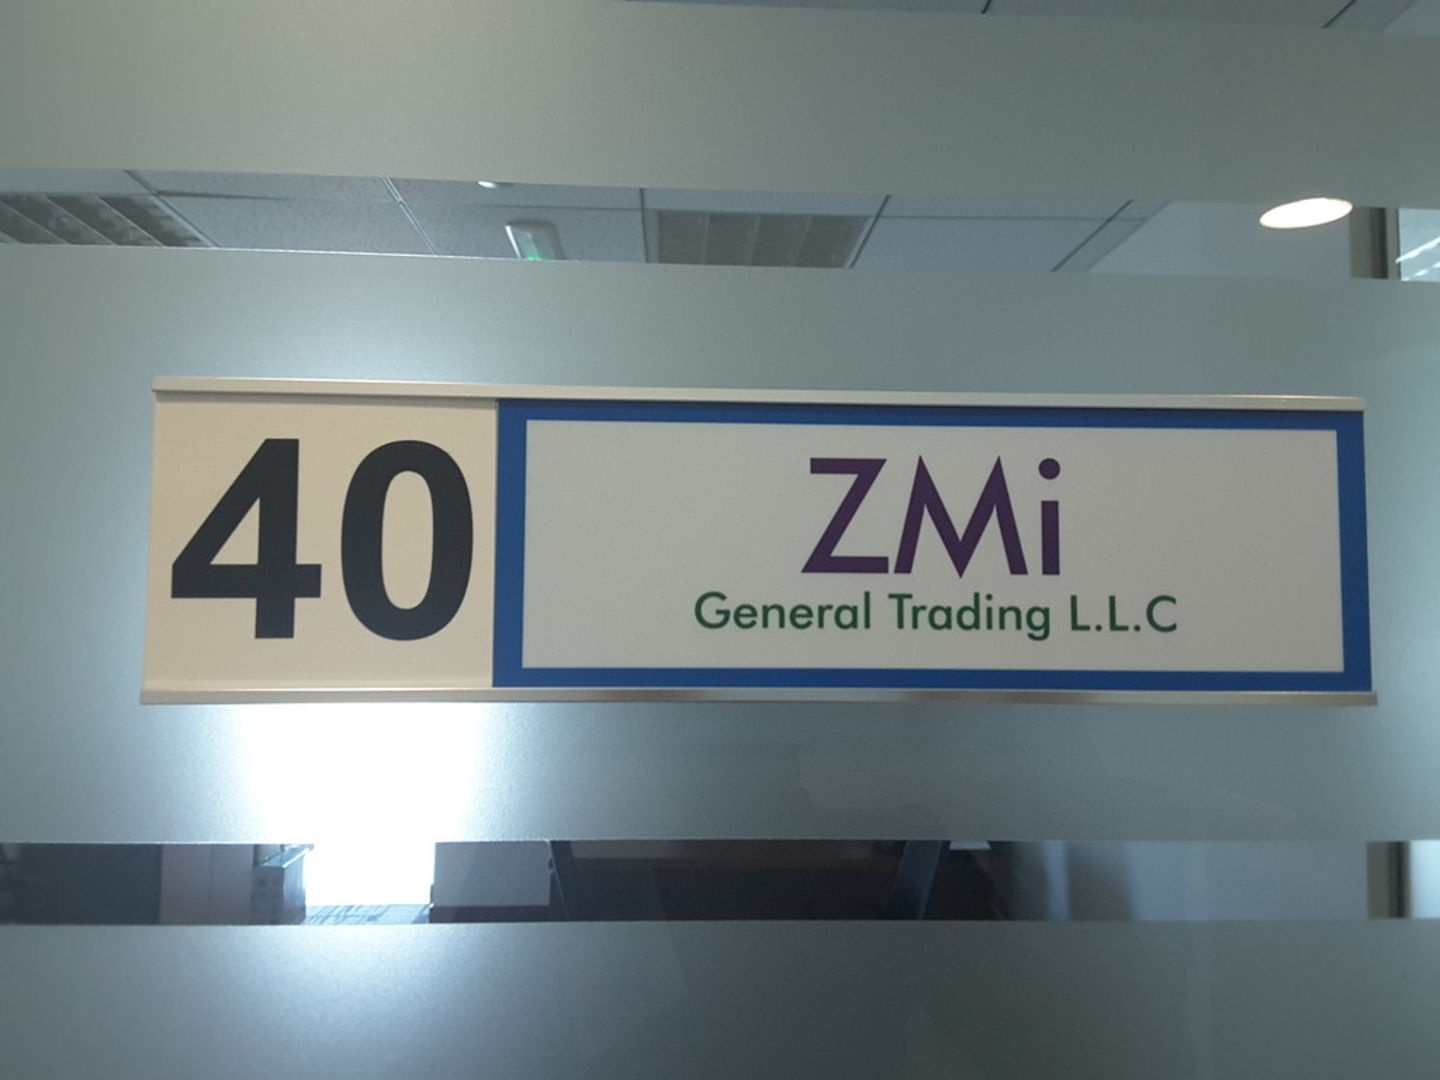 40
ZMi
General Trading L.L.C